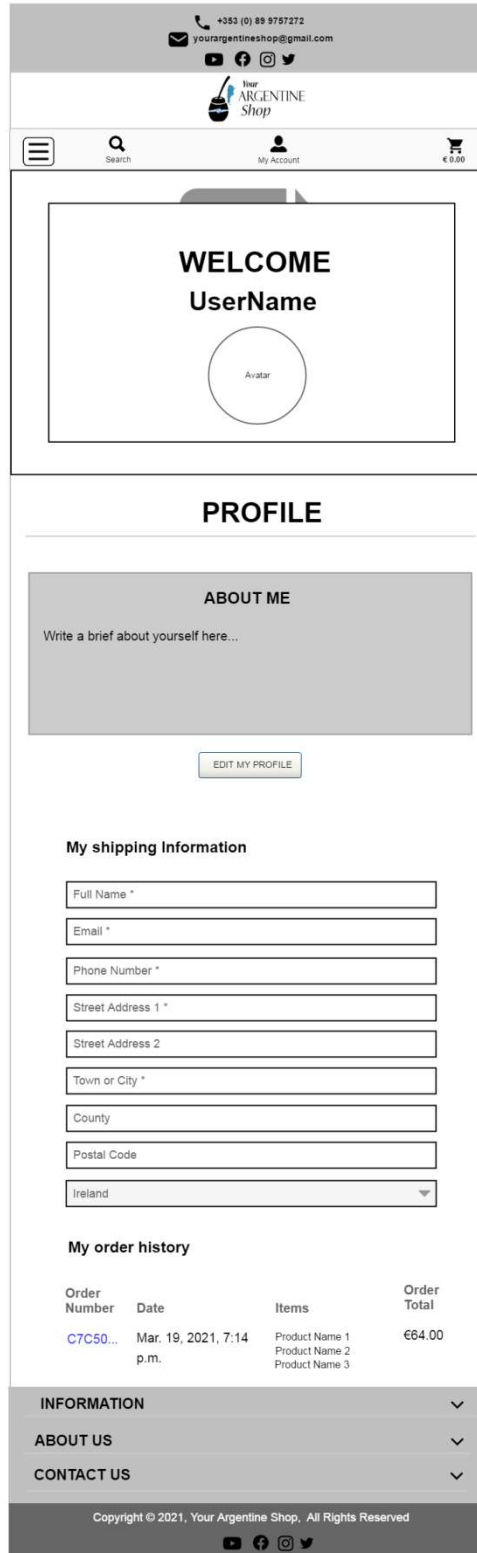 +353 (0) 89 9757272
yourargentineshop@gmail.com
Your
ARGENTINE
Shop
Search
My Account
€ 0.00
WELCOME
UserName
Avatar
PROFILE
ABOUT ME
Write a brief about yourself here...
EDIT MY PROFILE
My shipping Information
Full Name *
Email *
Phone Number *
Street Address 1 *
Street Address 2
Town or City *
County
Postal Code
Ireland
My order history
Order Number Date Items Order Total
C7C50... Mar. 19, 2021, 7:14 p.m. Product Name 1 €64.00
Product Name 2
Product Name 3
INFORMATION
ABOUT US
CONTACT US
Copyright © 2021, Your Argentine Shop, All Rights Reserved